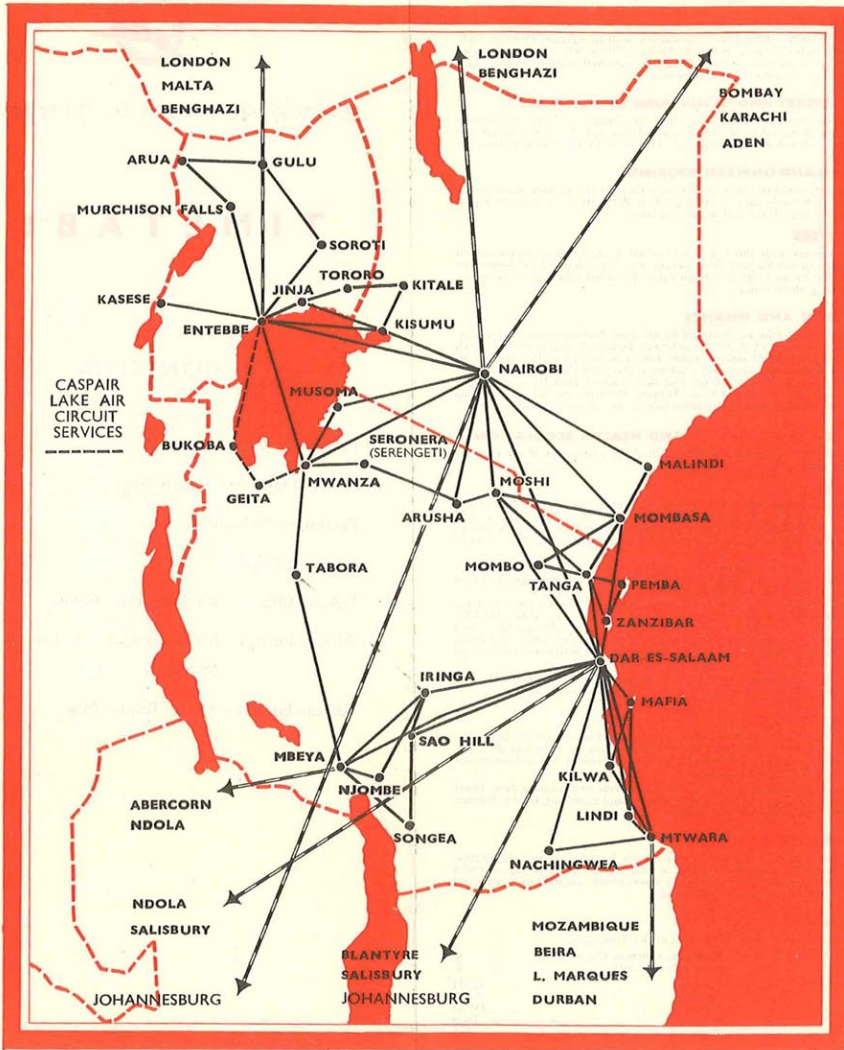 LONDON
MALTA
BENGHAZI
LONDON
BENGHAZI
BOMBAY
KARACHI
ADEN
ARUA
GULU
MURCHISON FALLS
SOROTI
TORORO
KITALE
JINJA
KASESE
ENTEBBE
KISUMU
NAIROBI
CASPAIR
LAKE AIR
CIRCUIT
SERVICES
MUSOMA
BUKOBA
SERONERA
(SERENGETI)
MWANZA
GEITA
MALINDI
MOSHI
ARUSHA
MOMBASA
TABORA
MOMBO
TANGA
PEMBA
ZANZIBAR
DAR-ES-SALAAM
IRINGA
MAFIA
SAO HILL
MBEYA
KILWA
NJOMBE
ABERCORN
NDOLA
LINDI
SONGEA
MTWARA
NACHINGWEA
NDOLA
SALISBURY
MOZAMBIQUE
BEIRA
L. MARQUES
DURBAN
BLANTYRE
SALISBURY
JOHANNESBURG
JOHANNESBURG